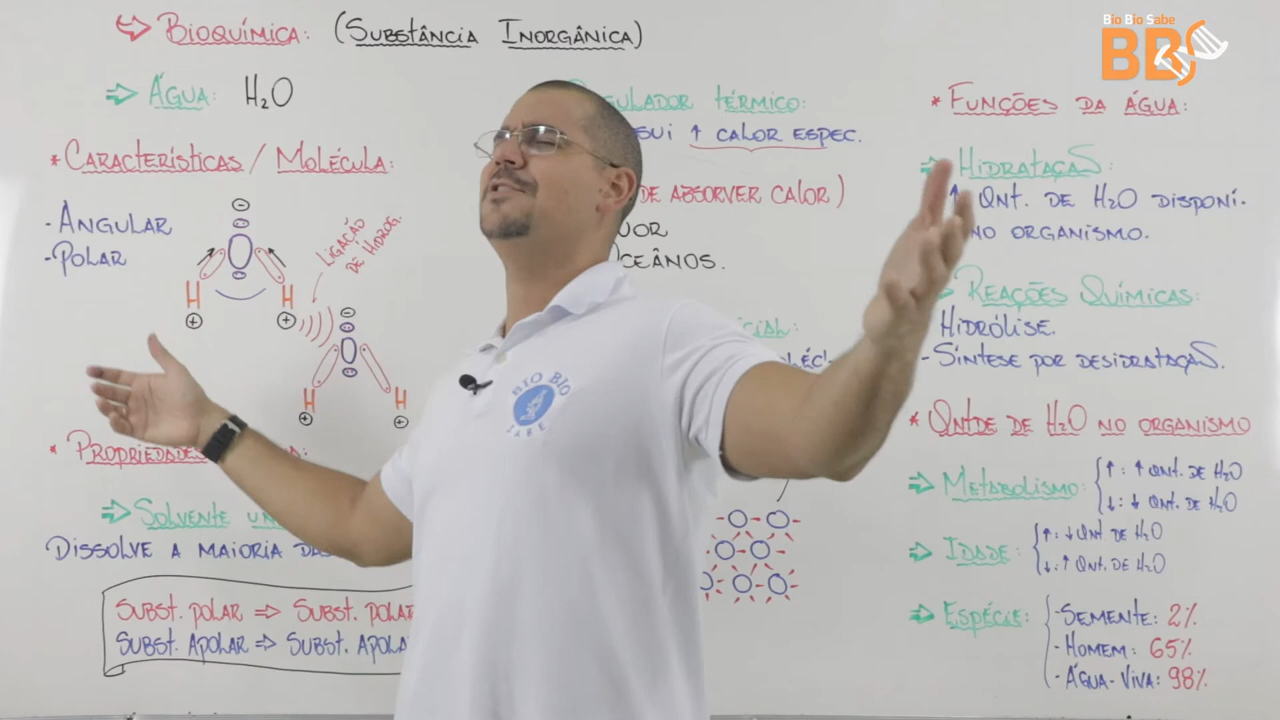 Bio Bio Sabe
BBS
BIOQUÍMICA: (SUBSTÂNCIA INORGÂNICA)
ÁGUA: H₂O
* CARACTERÍSTICAS / MOLÉCULA:
- ANGULAR
- POLAR
LIGAÇÃO
DE HIDROG.
H H
H H
* PROPRIEDADES
SOLVENTE
DISSOLVE A MAIORIA
SUBST. POLAR ⇒ SUBST.
SUBST. APOLAR ⇒ SUBST.
TÉRMICO:
↑ CALOR ESPEC.
DE ABSORVER CALOR)
BIO BIO
SABE
* FUNÇÕES DA ÁGUA:
⇒ HIDRATAÇÃO:
↑ QNT. DE H₂O DISPONÍ-
NO ORGANISMO.
REAÇÕES QUÍMICAS:
HIDRÓLISE.
- SÍNTESE POR DESIDRATAÇÃO.
* QNTDE DE H₂O NO ORGANISMO
⇒ METABOLISMO: ↑: ↑ QNT. DE H₂O
↓: ↓ QNT. DE H₂O
⇒ IDADE: ↑: ↓ QNT DE H₂O
↓: ↑ QNT. DE H₂O
⇒ ESPÉCIE: - SEMENTE: 2%
- HOMEM: 65%
- ÁGUA-VIVA: 98%